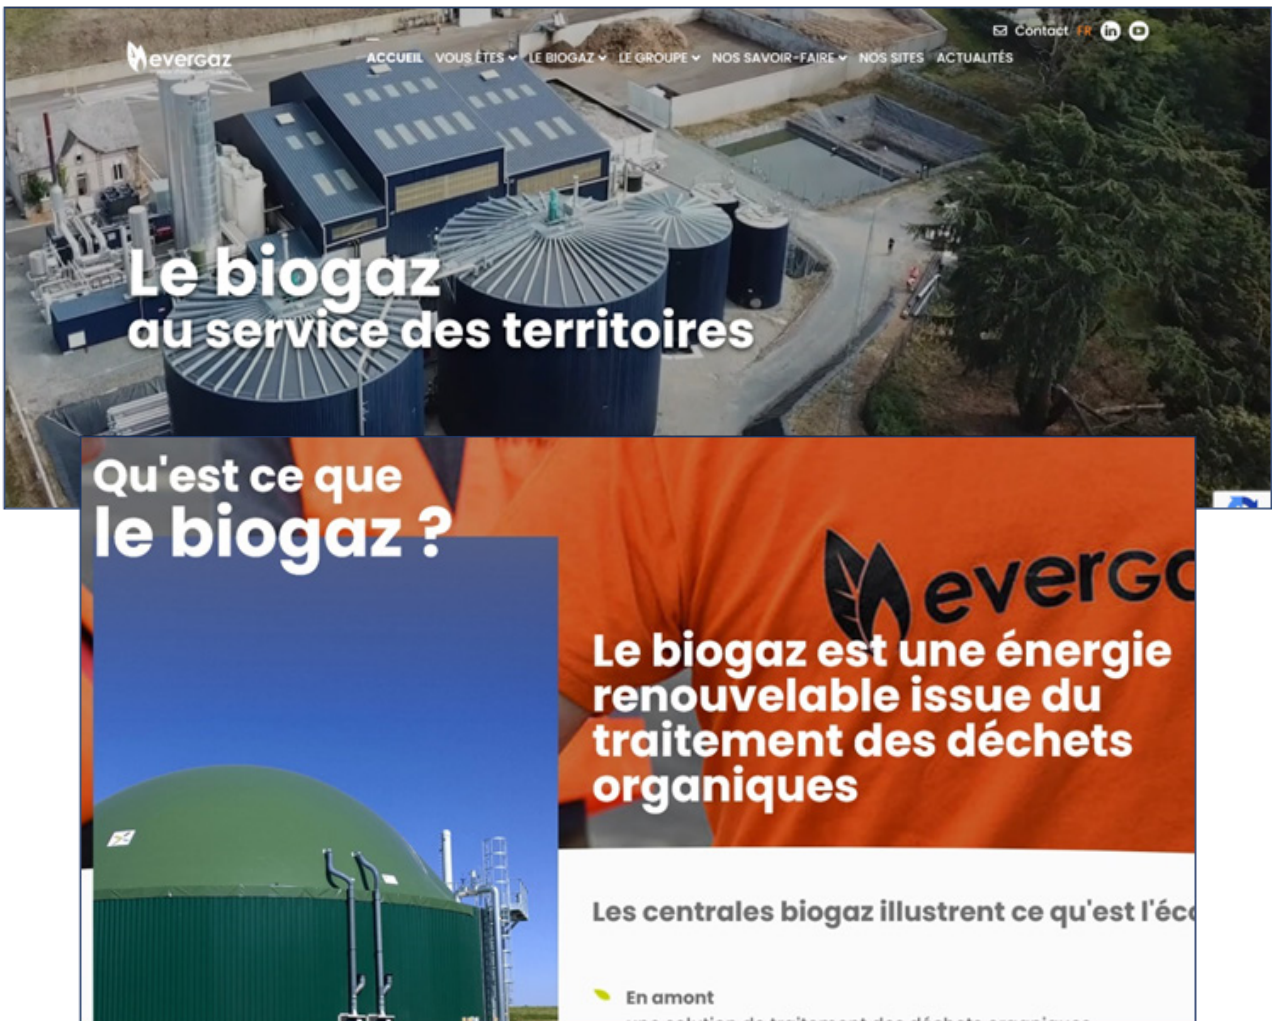 Contact FR
evergaz
ACCUEIL VOUS ÊTES LE BIOGAZ LE GROUPE NOS SAVOIR-FAIRE NOS SITES ACTUALITÉS
Le biogaz
au service des territoires
Qu'est ce que
le biogaz ?
Le biogaz est une énergie
renouvelable issue du
traitement des déchets
organiques
Les centrales biogaz illustrent ce qu'est
En amont